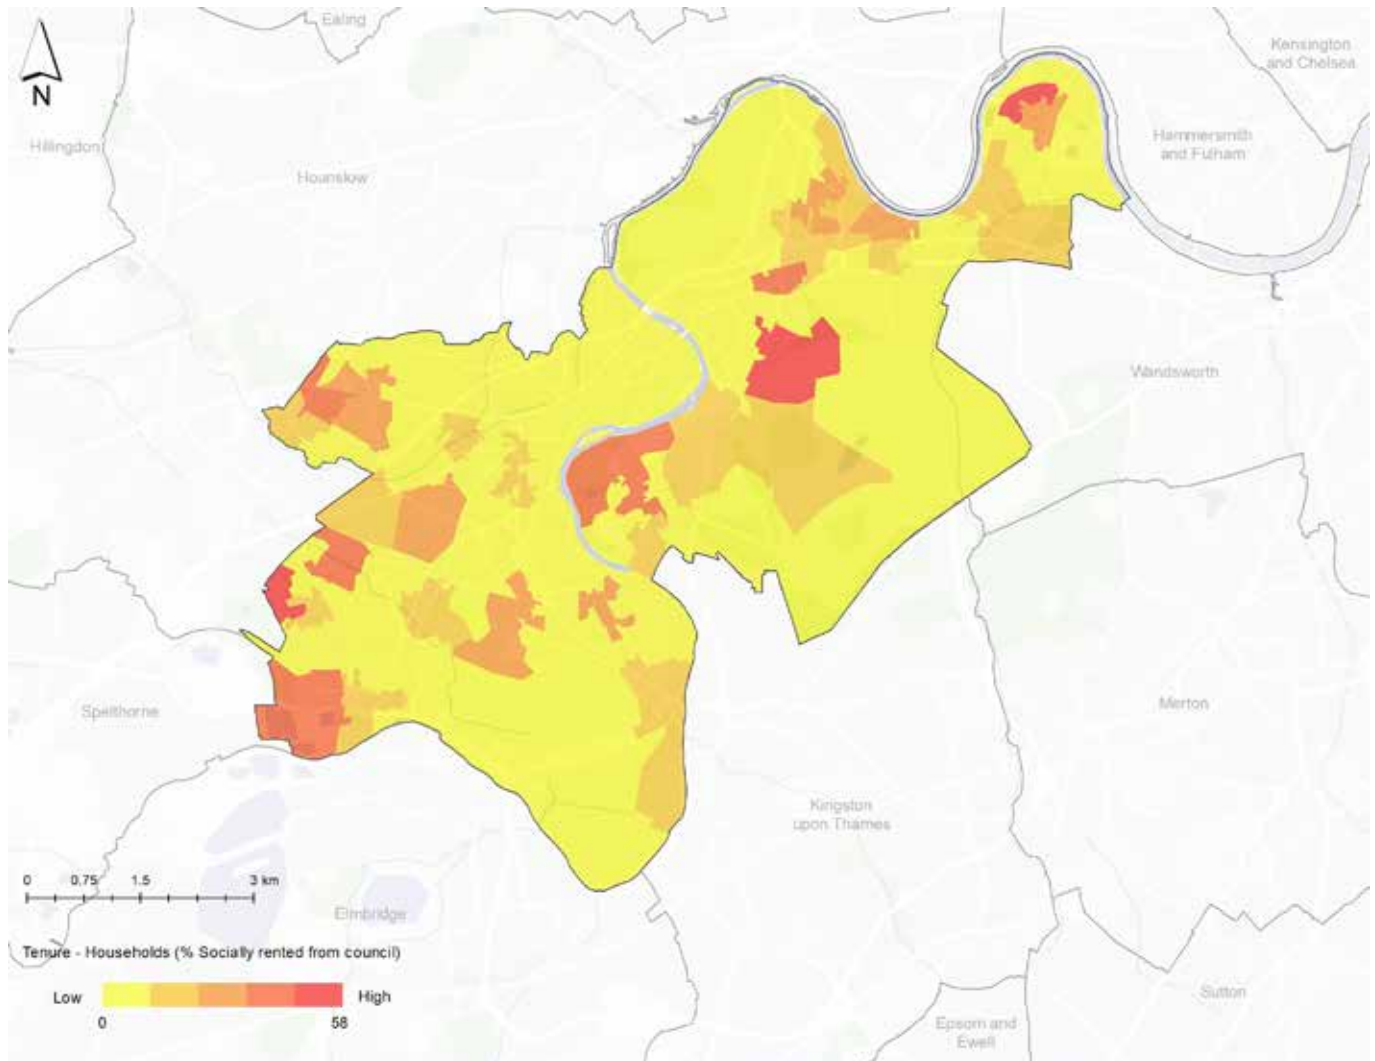 Ealing
Kensington
and Chelsea
N
Hillingdon
Hounslow
Hammersmith
and Fulham
Wandsworth
Spelthorne
Merton
Kingston
upon Thames
0 0.75 1.5 3 km
Elmbridge
Tenure - Households (% Socially rented from council)
Low High
0 58
Sutton
Epsom and
Ewell